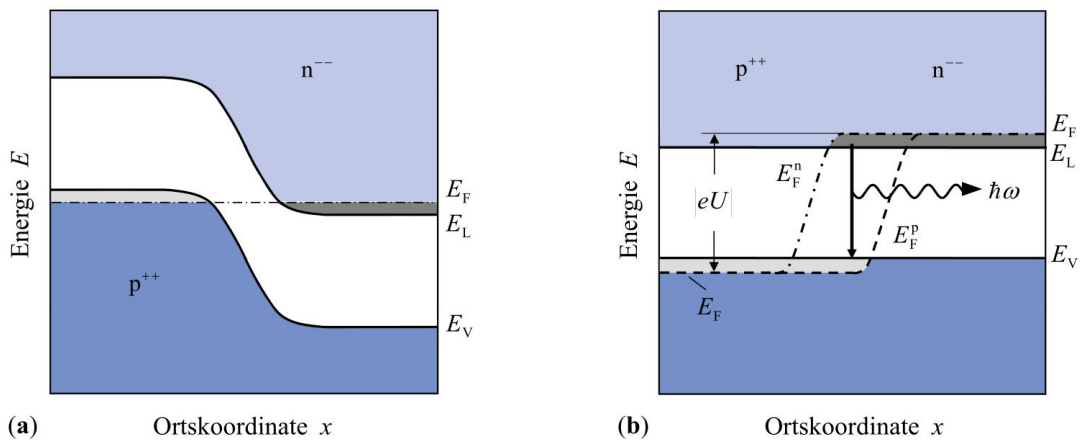 Energie E
n⁻⁻
p⁺⁺
E_F
E_L
E_V
(a) Ortskoordinate x
Energie E
p⁺⁺ n⁻⁻
E_F
E_L
E_F^n
|eU|
ħω
E_F^p
E_V
E_F
(b) Ortskoordinate x